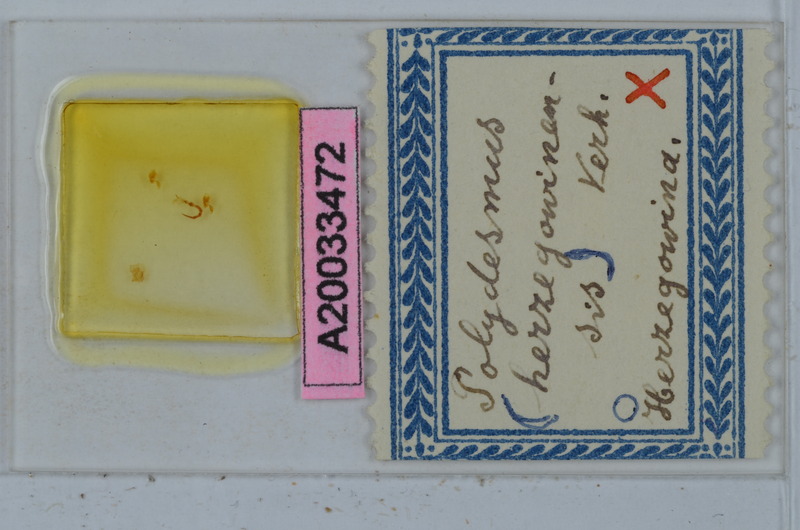 A20033472
Polydesmus
(herzegowinen-
sis) Verh.
Herzegowina.